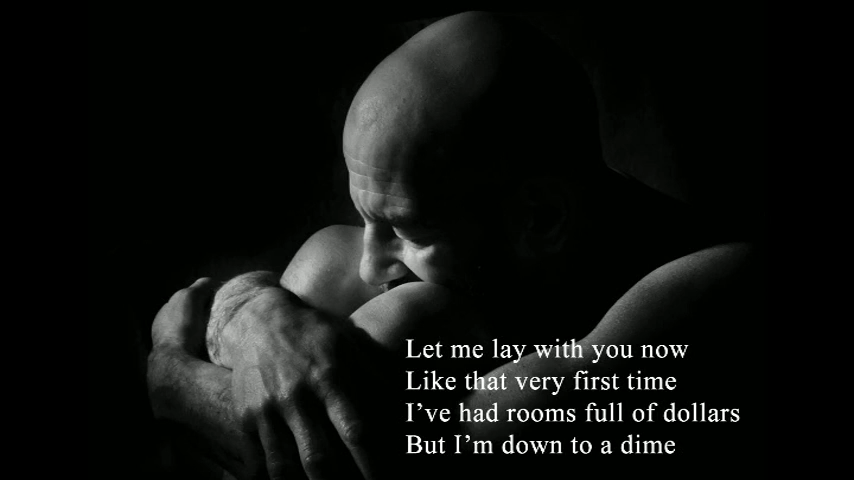 Let me lay with you now
Like that very first time
I’ve had rooms full of dollars
But I’m down to a dime